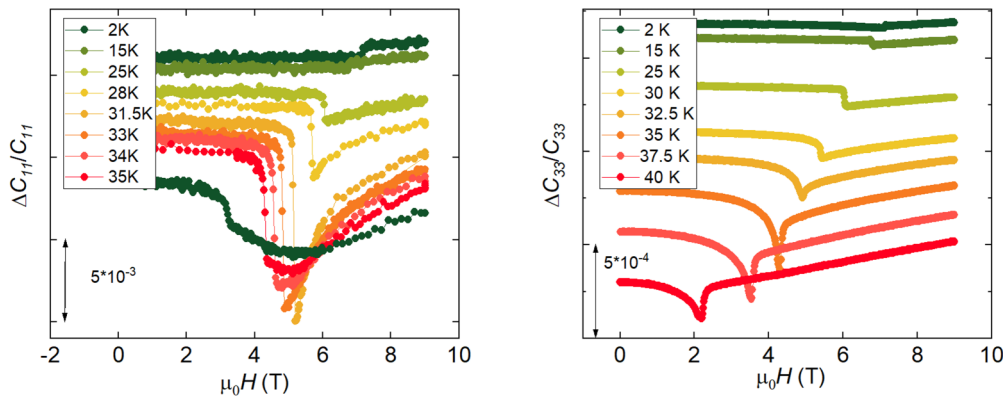 2K
15K
25K
28K
31.5K
33K
34K
35K
5*10⁻³
ΔC₁₁/C₁₁
-2 0 2 4 6 8 10
μ₀H (T)
2 K
15 K
25 K
30 K
32.5 K
35 K
37.5 K
40 K
5*10⁻⁴
ΔC₃₃/C₃₃
0 2 4 6 8 10
μ₀H (T)